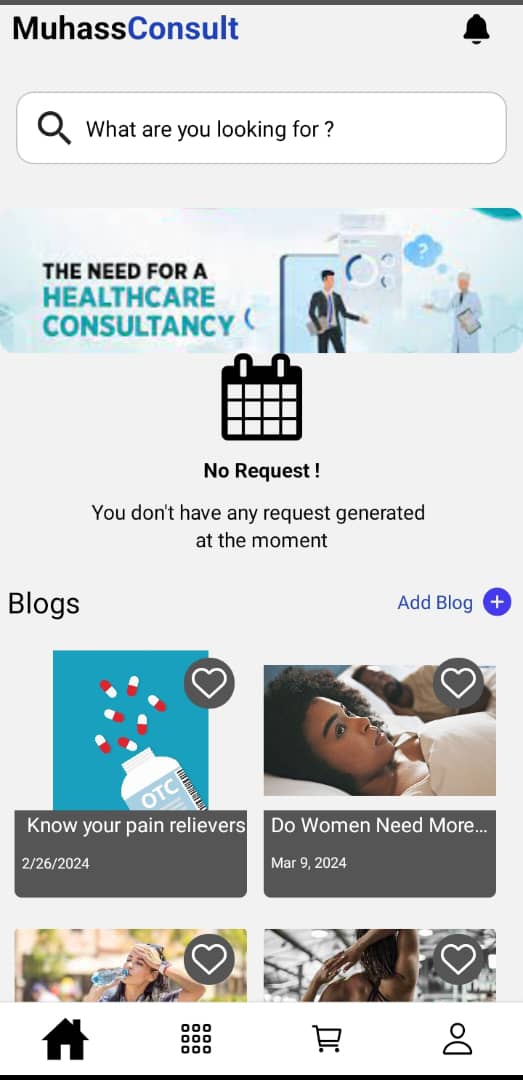 MuhassConsult
What are you looking for ?
THE NEED FOR A
HEALTHCARE
CONSULTANCY
?
No Request !
You don't have any request generated
at the moment
Blogs
Add Blog
OTC
Know your pain relievers
Do Women Need More...
2/26/2024
Mar 9, 2024